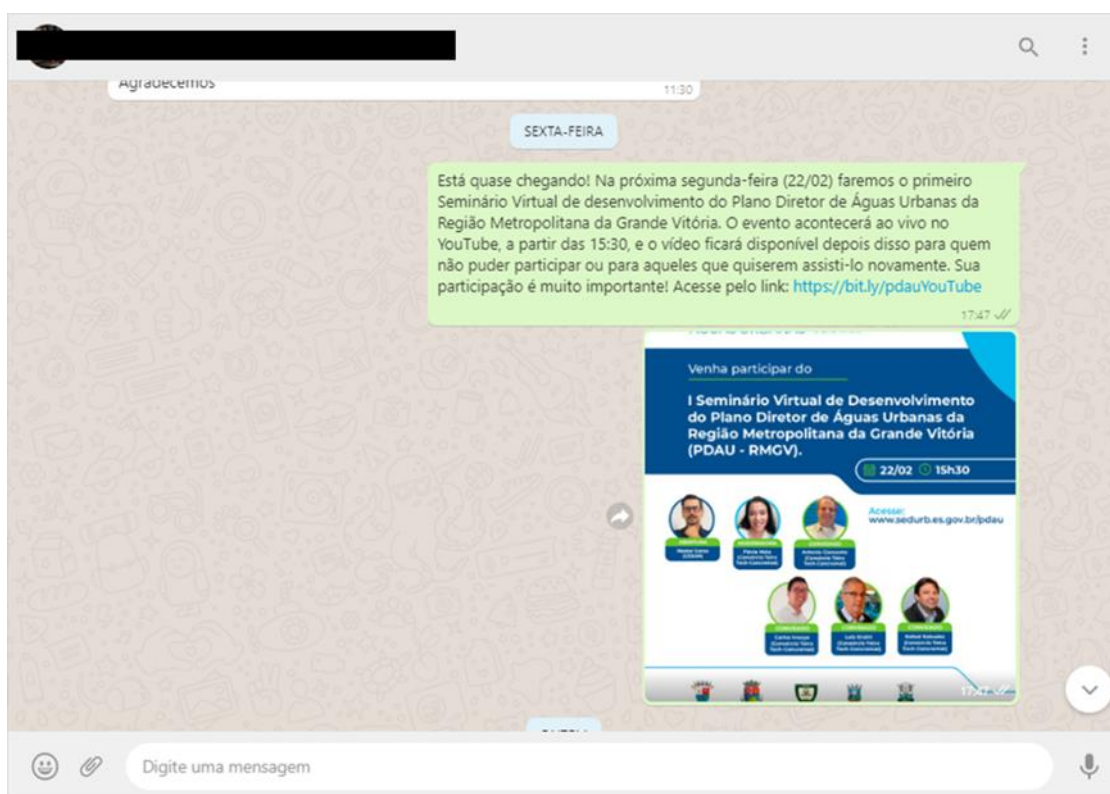 Agradecemos
11:30
SEXTA-FEIRA
Está quase chegando! Na próxima segunda-feira (22/02) faremos o primeiro
Seminário Virtual de desenvolvimento do Plano Diretor de Águas Urbanas da
Região Metropolitana da Grande Vitória. O evento acontecerá ao vivo no
YouTube, a partir das 15:30, e o vídeo ficará disponível depois disso para quem
não puder participar ou para aqueles que quiserem assisti-lo novamente. Sua
participação é muito importante! Acesse pelo link: https://bit.ly/pdauYouTube
17:47
Venha participar do
I Seminário Virtual de Desenvolvimento
do Plano Diretor de Águas Urbanas da
Região Metropolitana da Grande Vitória
(PDAU - RMGV).
22/02 15h30
Acesse:
www.sedurb.es.gov.br/pdau
17:47
Digite uma mensagem